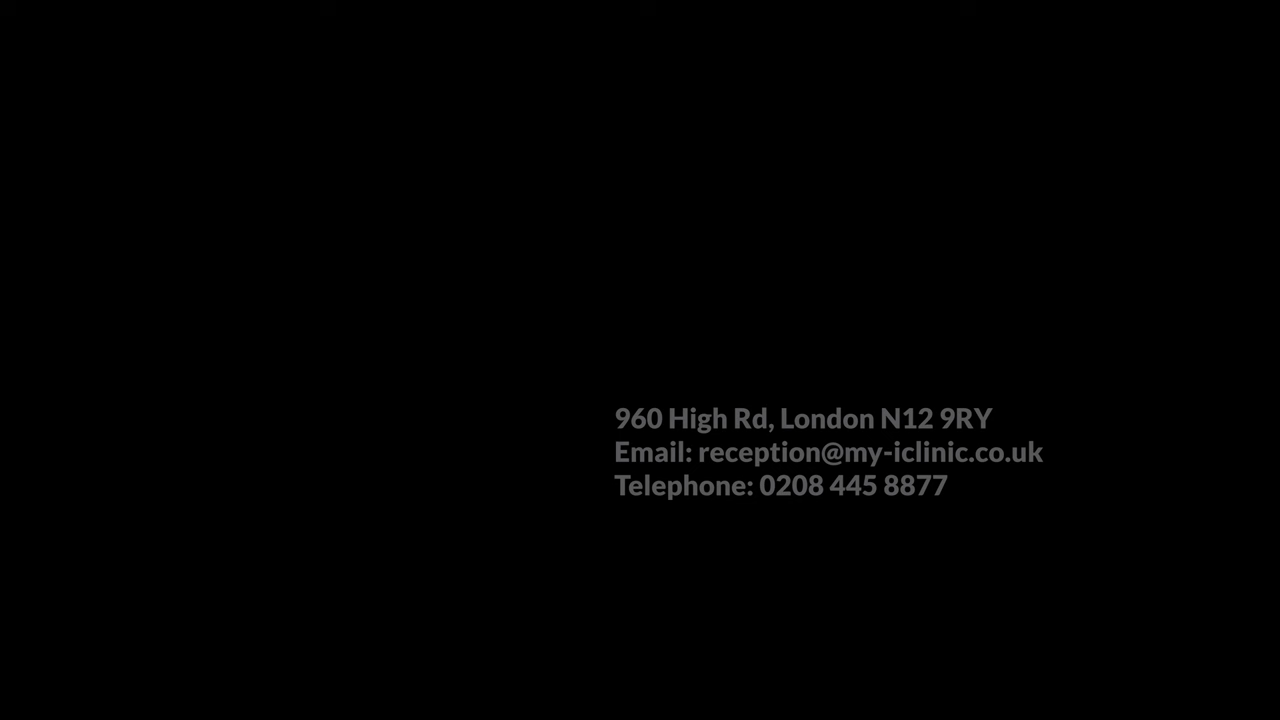 960 High Rd, London N12 9RY
Email: reception@my-iclinic.co.uk
Telephone: 0208 445 8877